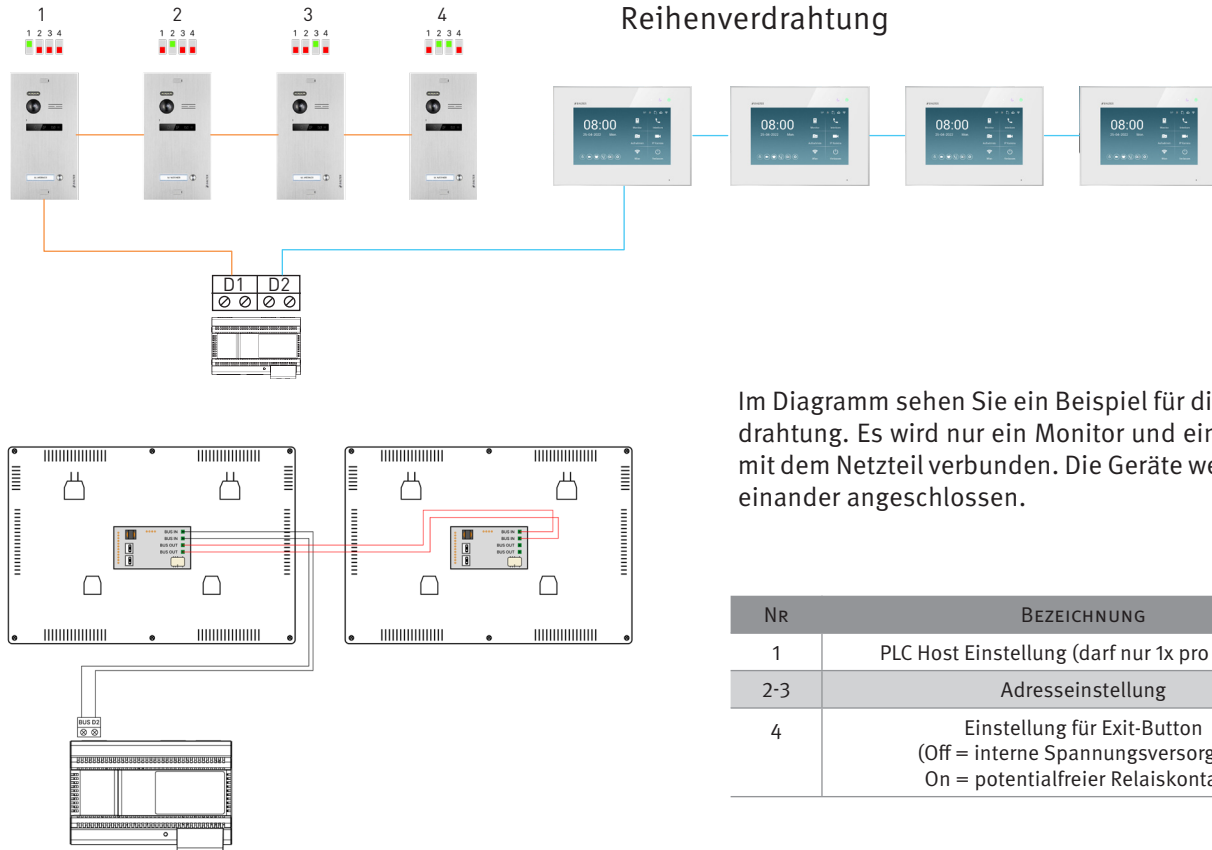 Reihenverdrahtung
1 2 3 4
1 2 3 4
1 2 3 4
1 2 3 4
1 2 3 4
08:00
08:00
08:00
08:00
D1 D2
Im Diagramm sehen Sie ein Beispiel für di
drahtung. Es wird nur ein Monitor und ein
mit dem Netzteil verbunden. Die Geräte we
einander angeschlossen.
BUS IN
BUS IN
BUS OUT
BUS OUT
BUS IN
BUS IN
BUS OUT
BUS OUT
BUS D2
NR BEZEICHNUNG
1 PLC Host Einstellung (darf nur 1x pro
2-3 Adresseinstellung
4 Einstellung für Exit-Button
(Off = interne Spannungsversorg
On = potentialfreier Relaiskonta